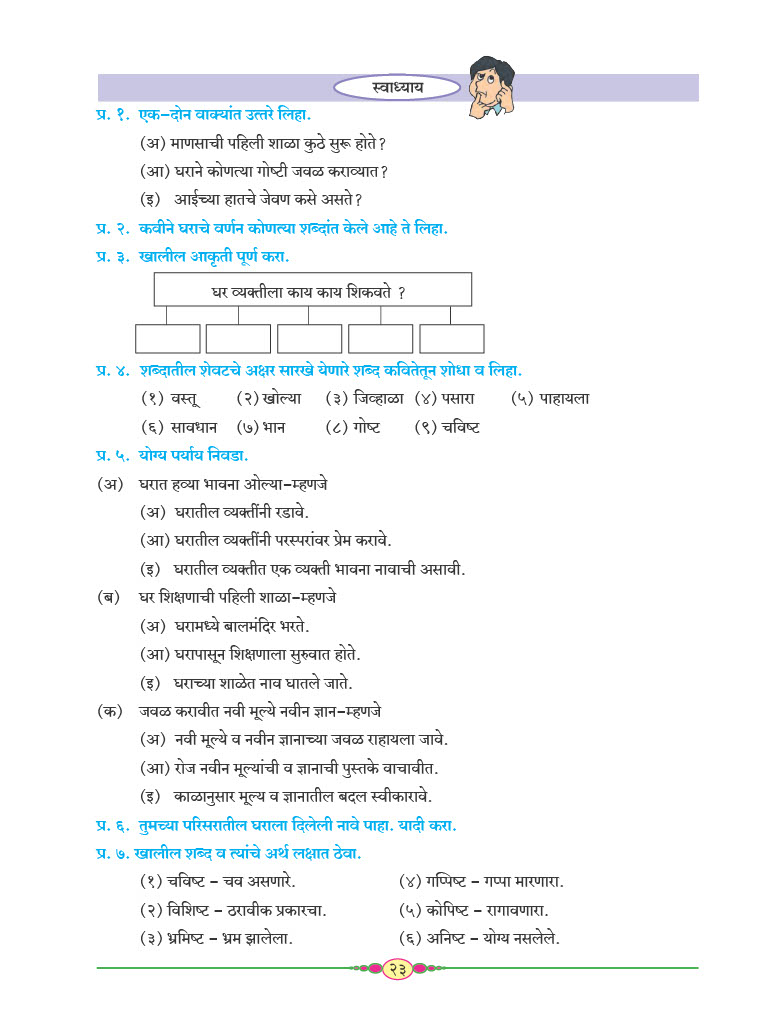 स्वाध्याय
प्र. १. एक-दोन वाक्यांत उत्तरे लिहा.
(अ) माणसाची पहिली शाळा कुठे सुरू होते?
(आ) घराने कोणत्या गोष्टी जवळ कराव्यात?
(इ) आईच्या हातचे जेवण कसे असते?
प्र. २. कवीने घराचे वर्णन कोणत्या शब्दांत केले आहे ते लिहा.
प्र. ३. खालील आकृती पूर्ण करा.
घर व्यक्तीला काय काय शिकवते ?
प्र. ४. शब्दातील शेवटचे अक्षर सारखे येणारे शब्द कवितेतून शोधा व लिहा.
(१) वस्तू (२) खोल्या (३) जिव्हाळा (४) पसारा (५) पाहायला
(६) सावधान (७) भान (८) गोष्ट (९) चविष्ट
प्र. ५. योग्य पर्याय निवडा.
(अ) घरात हव्या भावना ओल्या-म्हणजे
(अ) घरातील व्यक्तींनी रडावे.
(आ) घरातील व्यक्तींनी परस्परांवर प्रेम करावे.
(इ) घरातील व्यक्तीत एक व्यक्ती भावना नावाची असावी.
(ब) घर शिक्षणाची पहिली शाळा-म्हणजे
(अ) घरामध्ये बालमंदिर भरते.
(आ) घरापासून शिक्षणाला सुरुवात होते.
(इ) घराच्या शाळेत नाव घातले जाते.
(क) जवळ करावीत नवी मूल्ये नवीन ज्ञान-म्हणजे
(अ) नवी मूल्ये व नवीन ज्ञानाच्या जवळ राहायला जावे.
(आ) रोज नवीन मूल्यांची व ज्ञानाची पुस्तके वाचावीत.
(इ) काळानुसार मूल्य व ज्ञानातील बदल स्वीकारावे.
प्र. ६. तुमच्या परिसरातील घराला दिलेली नावे पाहा. यादी करा.
प्र. ७. खालील शब्द व त्यांचे अर्थ लक्षात ठेवा.
(१) चविष्ट - चव असणारे. (४) गप्पिष्ट - गप्पा मारणारा.
(२) विशिष्ट - ठरावीक प्रकारचा. (५) कोपिष्ट - रागावणारा.
(३) भ्रमिष्ट - भ्रम झालेला. (६) अनिष्ट - योग्य नसलेले.
२३